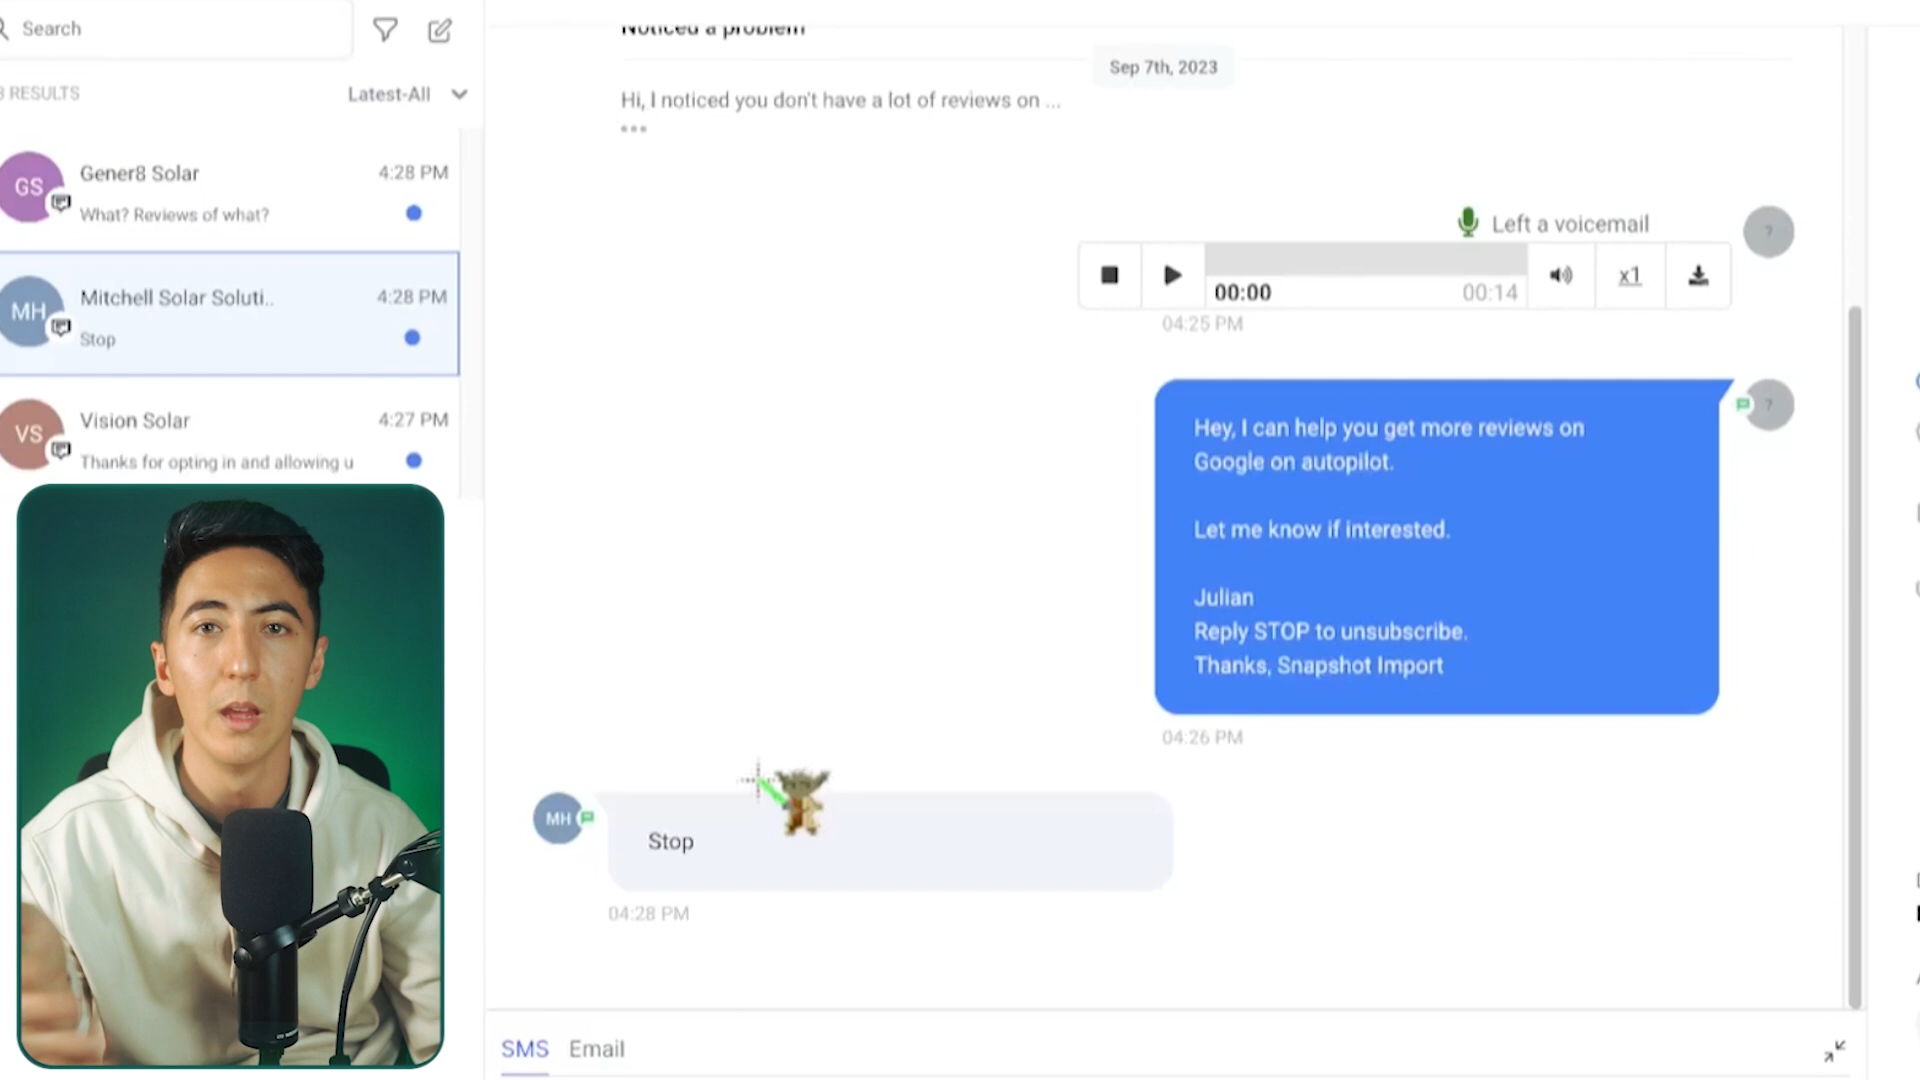 Search
RESULTS
Latest-All
GS
Gener8 Solar
4:28 PM
What? Reviews of what?
MH
Mitchell Solar Soluti..
4:28 PM
Stop
VS
Vision Solar
4:27 PM
Thanks for opting in and allowing u
Noticed a problem
Sep 7th, 2023
Hi, I noticed you don't have a lot of reviews on ...
Left a voicemail
?
00:00
00:14
x1
04:25 PM
?
Hey, I can help you get more reviews on
Google on autopilot.
Let me know if interested.
Julian
Reply STOP to unsubscribe.
Thanks, Snapshot Import
04:26 PM
MH
Stop
04:28 PM
SMS
Email